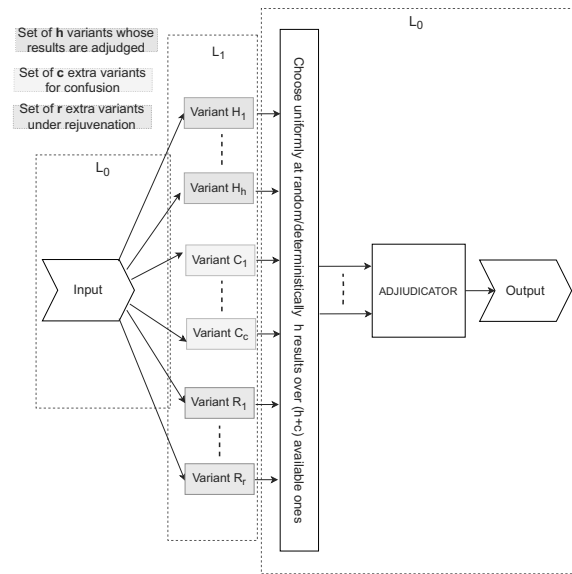 L0
Set of h variants whose
results are adjudged
Set of c extra variants
for confusion
Set of r extra variants
under rejuvenation
L1
L0
Variant H1
Variant Hh
Variant C1
Variant Cc
Variant R1
Variant Rr
Input
Choose uniformly at random/deterministically h results over (h+c) available ones
ADJIUDICATOR
Output